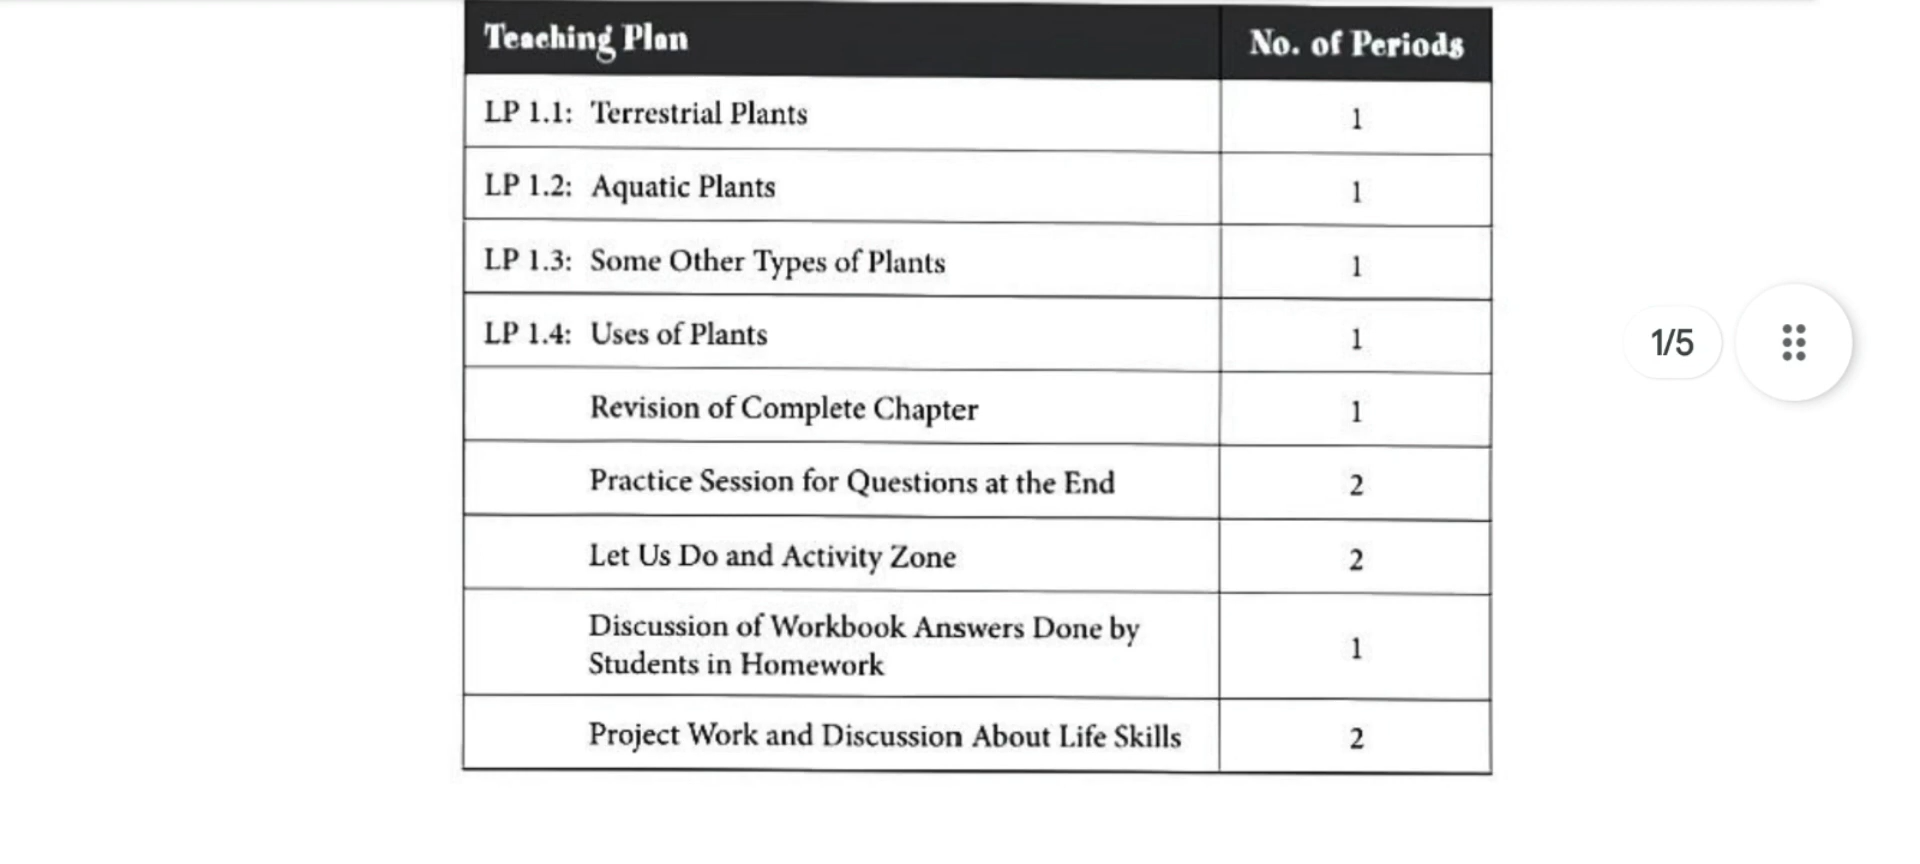 Teaching Plan No. of Periods
LP 1.1: Terrestrial Plants 1
LP 1.2: Aquatic Plants 1
LP 1.3: Some Other Types of Plants 1
LP 1.4: Uses of Plants 1
Revision of Complete Chapter 1
Practice Session for Questions at the End 2
Let Us Do and Activity Zone 2
Discussion of Workbook Answers Done by
Students in Homework 1
Project Work and Discussion About Life Skills 2
1/5